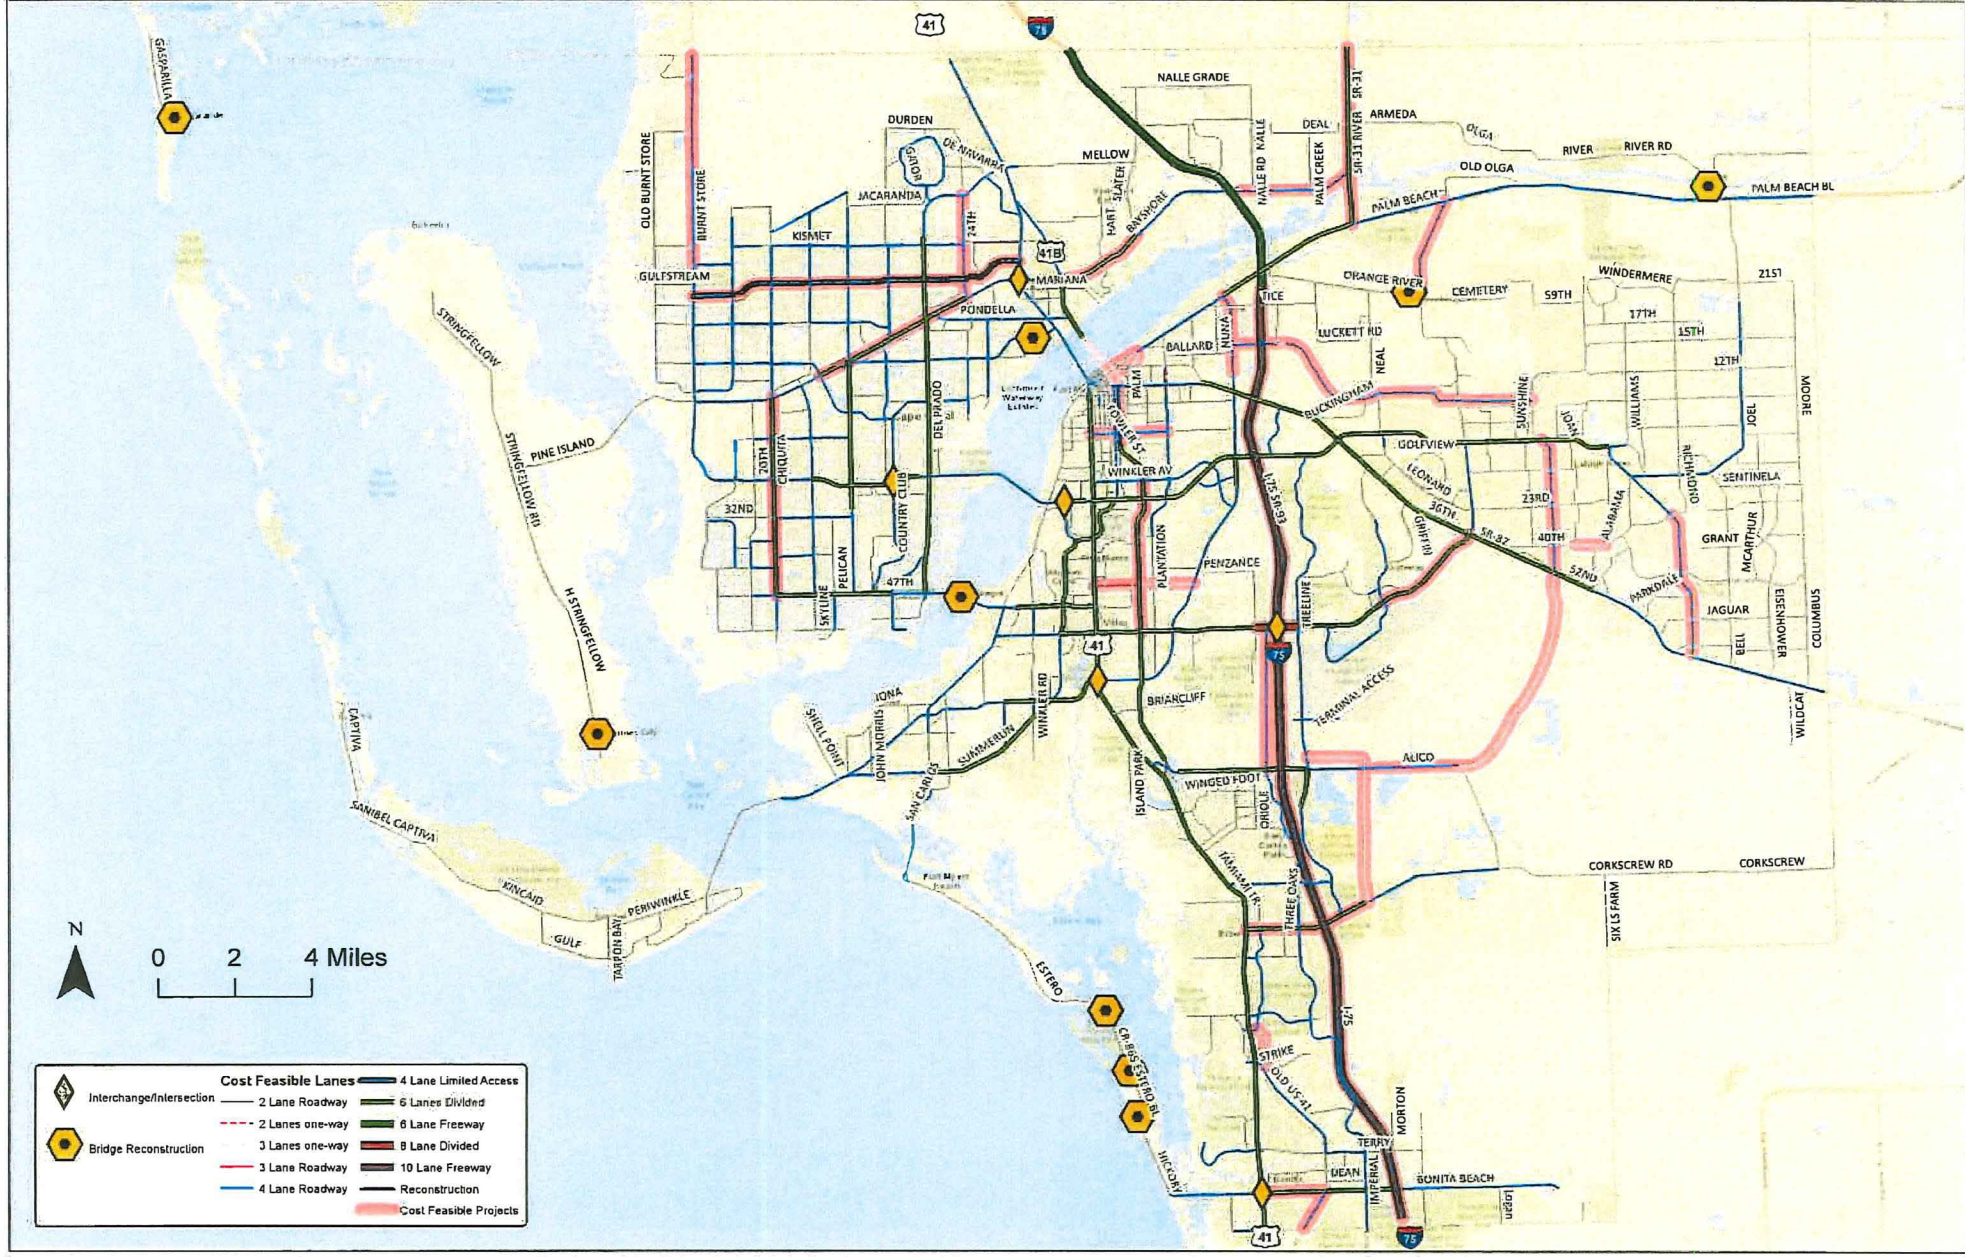 41
75
GASPARILLA
NALLE GRADE
SR-31
DURDEN
NALLE
DEAL
ARMEDA
OLGA
GATOR
DE NAVARRA
MELLOW
SR-31 RIVER
RIVER
RIVER RD
OLD BURNT STORE
BURNT STORE
SLATER
NALLE RD
PALM CREEK
OLD OLGA
JACARANDA
HART
BAYSHORE
PALM BEACH
PALM BEACH BL
24TH
KISMET
41B
GULFSTREAM
MARIANA
ORANGE RIVER
WINDERMERE
21ST
CEMETERY
59TH
TICE
PONDELLA
17TH
STRINGFELLOW
NUNA
LUCKETT RD
15TH
BALLARD
NEAL
12TH
PALM
BUCKINGHAM
SUNSHINE
WILLIAMS
MOORE
DEL PRADO
FOWLER ST
JOAN
JOEL
PINE ISLAND
20TH
CHIQUITA
GOLFVIEW
STRINGFELLOW RD
COUNTRY CLUB
WINKLER AV
LEONARD
RICHMOND
SENTINELA
I-75 SR-93
32ND
23RD
36TH
ALABAMA
GRIFFIN
SR-82
40TH
GRANT
MCARTHUR
PELICAN
PLANTATION
PENZANCE
47TH
52ND
PARKDALE
H STRINGFELLOW
SKYLINE
TREELINE
JAGUAR
BELL
EISENHOWER
COLUMBUS
41
75
IONA
WINKLER RD
BRIARCLIFF
TERMINAL ACCESS
WILDCAT
CAPTIVA
SHELL POINT
JOHN MORRIS
SUMMERLIN
ISLAND PARK
ALICO
WINGED FOOT
SAN CARLOS
ORIOLE
SANIBEL CAPTIVA
TAMIAMI TR
THREE OAKS
CORKSCREW RD
CORKSCREW
KINCAID
PERIWINKLE
SIX LS FARM
GULF
TARPON BAY
N
0 2 4 Miles
ESTERO
I-75
CR-865
ESTERO BL
STRIKE
OLD US-41
MORTON
TERRY
HICKORY
DEAN
IMPERIAL
BONITA BEACH
41
75
Interchange/Intersection
Bridge Reconstruction
Cost Feasible Lanes
2 Lane Roadway
2 Lanes one-way
3 Lanes one-way
3 Lane Roadway
4 Lane Roadway
4 Lane Limited Access
6 Lanes Divided
6 Lane Freeway
8 Lane Divided
10 Lane Freeway
Reconstruction
Cost Feasible Projects